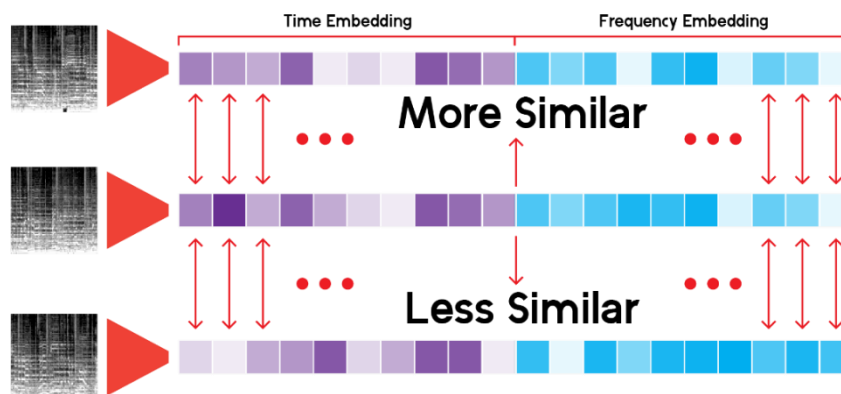 Time Embedding
Frequency Embedding
More Similar
Less Similar